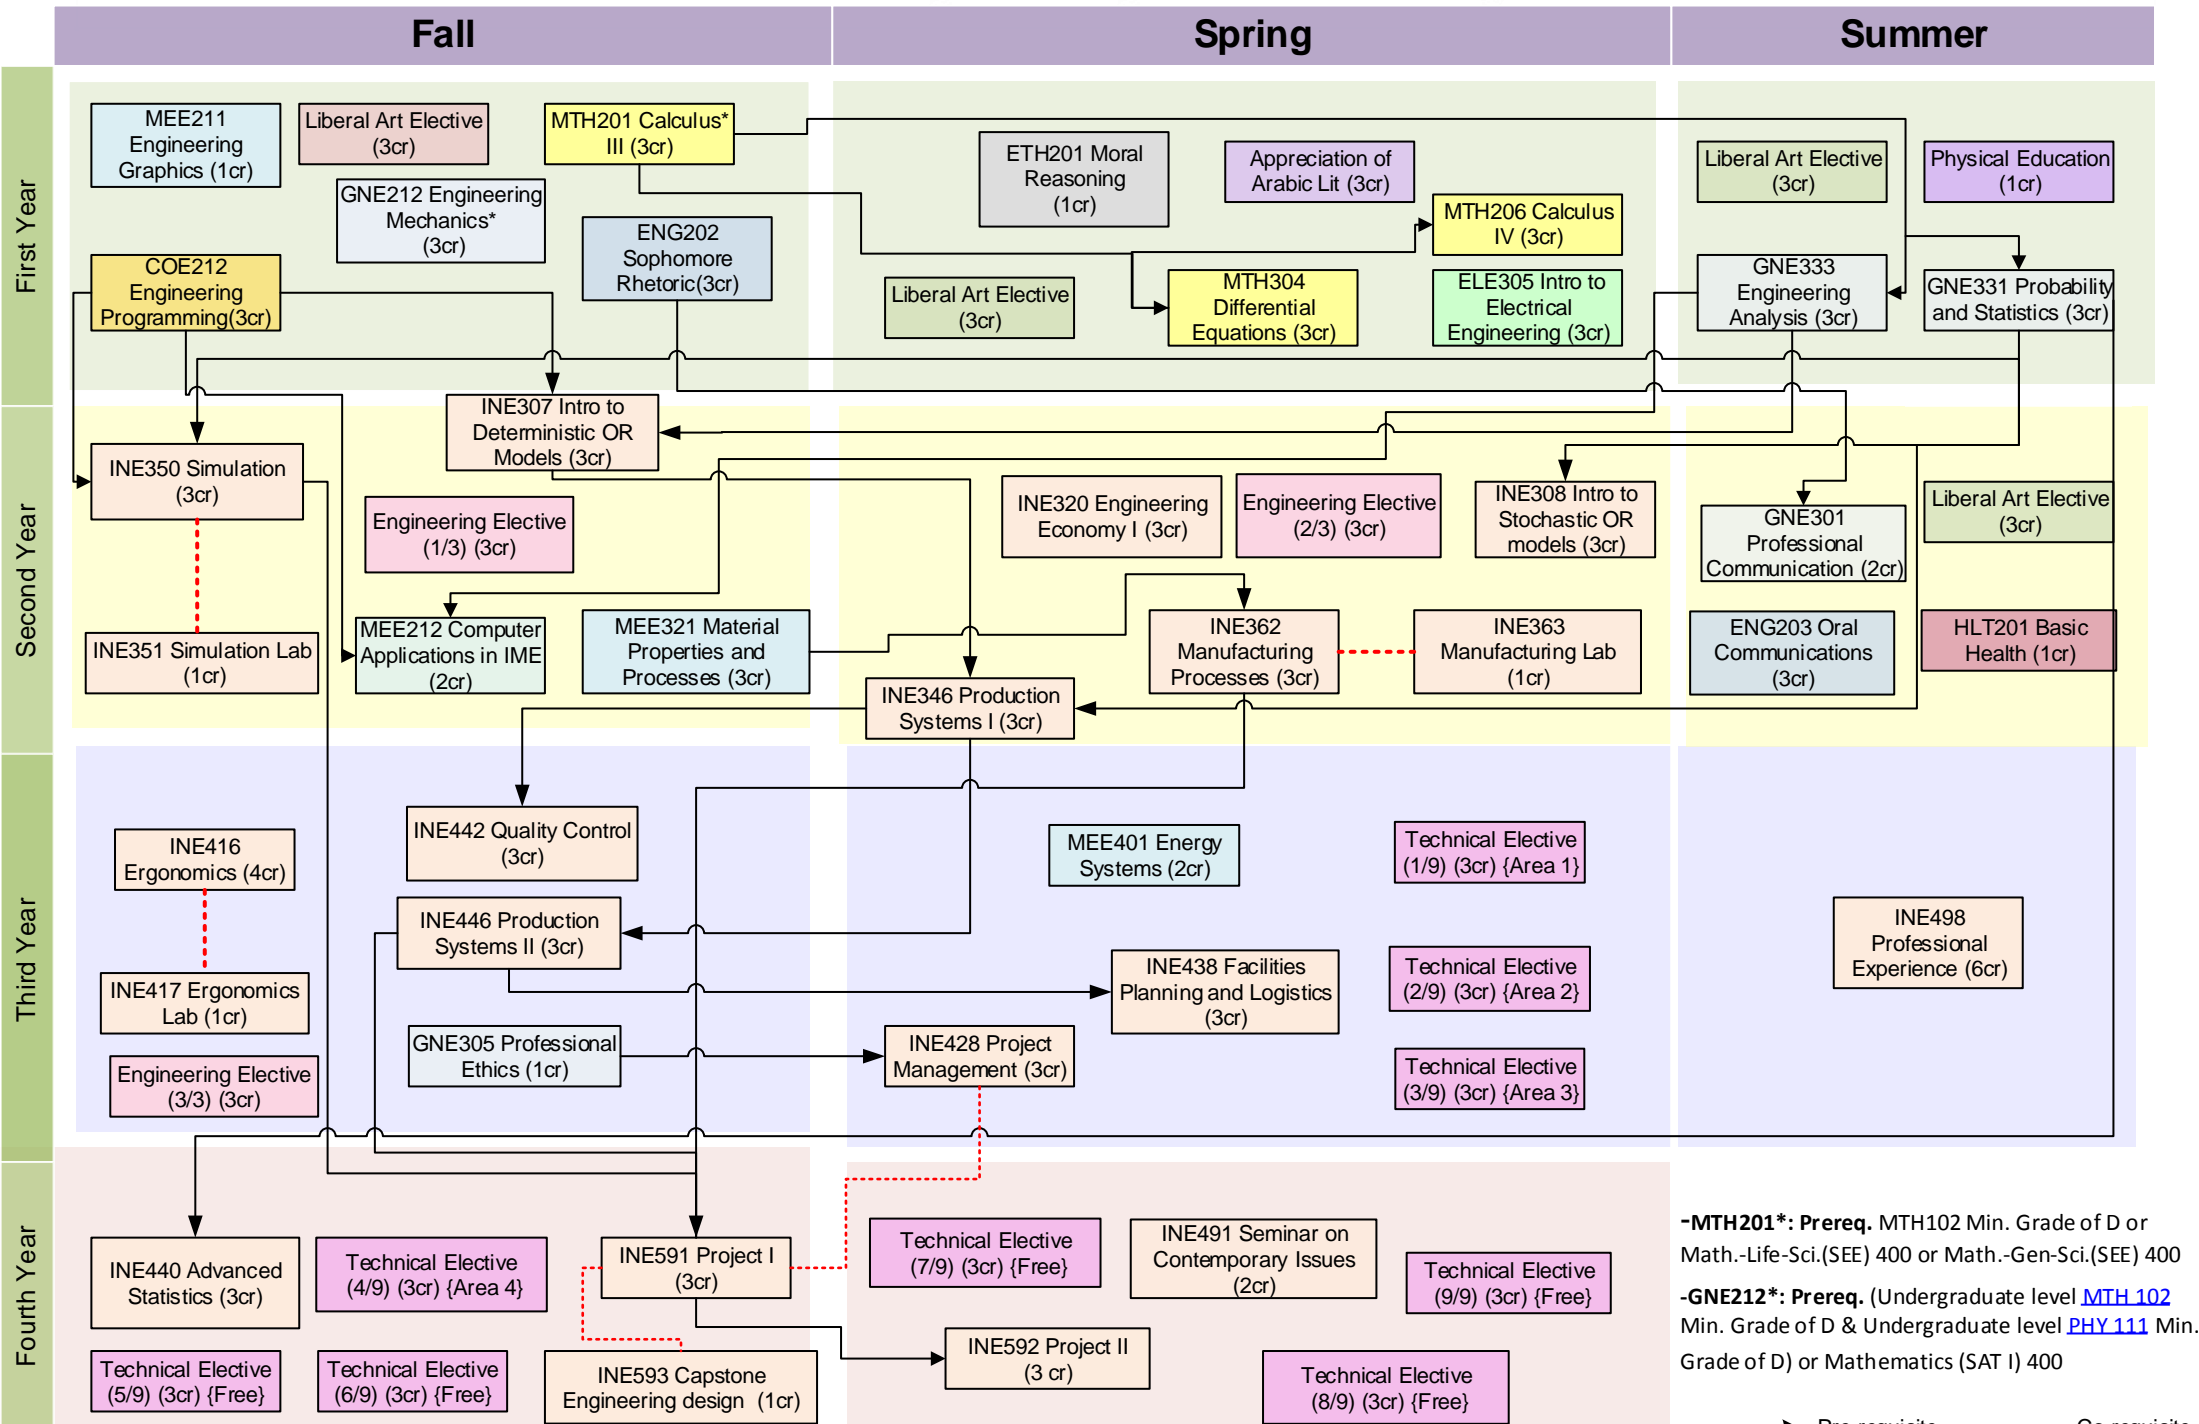 Fall
Spring
Summer
First Year
MEE211
Engineering
Graphics (1cr)
Liberal Art Elective
(3cr)
MTH201 Calculus*
III (3cr)
GNE212 Engineering
Mechanics*
(3cr)
ENG202
Sophomore
Rhetoric(3cr)
COE212
Engineering
Programming(3cr)
ETH201 Moral
Reasoning
(1cr)
Appreciation of
Arabic Lit (3cr)
MTH206 Calculus
IV (3cr)
Liberal Art Elective
(3cr)
MTH304
Differential
Equations (3cr)
ELE305 Intro to
Electrical
Engineering (3cr)
Liberal Art Elective
(3cr)
Physical Education
(1cr)
GNE333
Engineering
Analysis (3cr)
GNE331 Probability
and Statistics (3cr)
Second Year
INE307 Intro to
Deterministic OR
Models (3cr)
INE350 Simulation
(3cr)
Engineering Elective
(1/3) (3cr)
INE351 Simulation Lab
(1cr)
MEE212 Computer
Applications in IME
(2cr)
MEE321 Material
Properties and
Processes (3cr)
INE320 Engineering
Economy I (3cr)
Engineering Elective
(2/3) (3cr)
INE308 Intro to
Stochastic OR
models (3cr)
INE362
Manufacturing
Processes (3cr)
INE363
Manufacturing Lab
(1cr)
INE346 Production
Systems I (3cr)
GNE301
Professional
Communication (2cr)
Liberal Art Elective
(3cr)
ENG203 Oral
Communications
(3cr)
HLT201 Basic
Health (1cr)
Third Year
INE442 Quality Control
(3cr)
INE416
Ergonomics (4cr)
INE446 Production
Systems II (3cr)
INE417 Ergonomics
Lab (1cr)
GNE305 Professional
Ethics (1cr)
Engineering Elective
(3/3) (3cr)
MEE401 Energy
Systems (2cr)
Technical Elective
(1/9) (3cr) {Area 1}
INE438 Facilities
Planning and Logistics
(3cr)
Technical Elective
(2/9) (3cr) {Area 2}
INE428 Project
Management (3cr)
Technical Elective
(3/9) (3cr) {Area 3}
INE498
Professional
Experience (6cr)
Fourth Year
INE440 Advanced
Statistics (3cr)
Technical Elective
(4/9) (3cr) {Area 4}
INE591 Project I
(3cr)
Technical Elective
(5/9) (3cr) {Free}
Technical Elective
(6/9) (3cr) {Free}
INE593 Capstone
Engineering design (1cr)
Technical Elective
(7/9) (3cr) {Free}
INE491 Seminar on
Contemporary Issues
(2cr)
Technical Elective
(9/9) (3cr) {Free}
INE592 Project II
(3 cr)
Technical Elective
(8/9) (3cr) {Free}
-MTH201*: Prereq. MTH102 Min. Grade of D or
Math.-Life-Sci.(SEE) 400 or Math.-Gen-Sci.(SEE) 400
-GNE212*: Prereq. (Undergraduate level MTH 102
Min. Grade of D & Undergraduate level PHY 111 Min.
Grade of D) or Mathematics (SAT I) 400